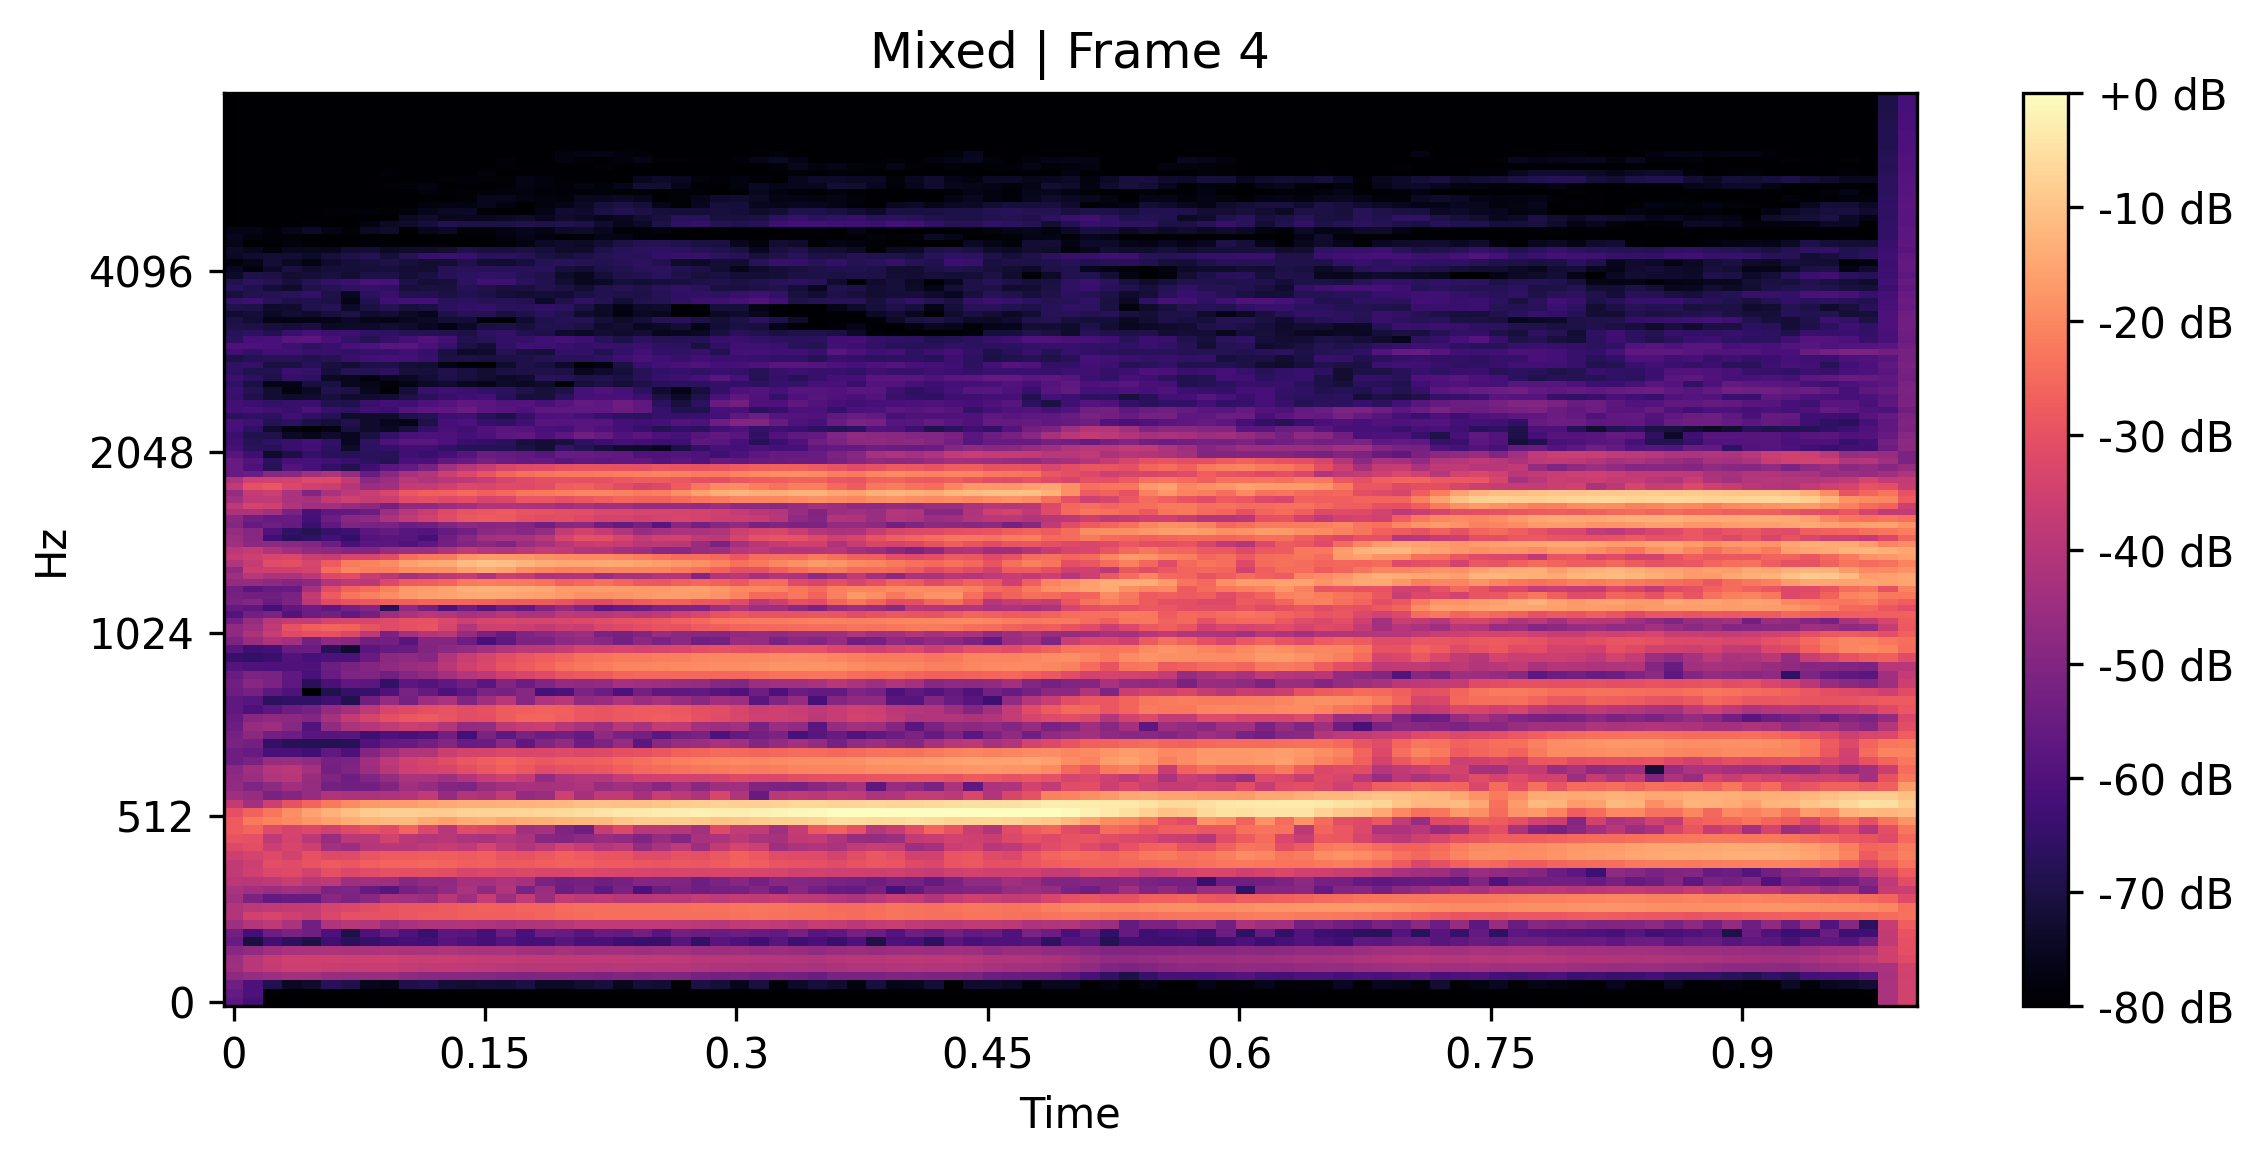 Mixed | Frame 4
+0 dB
-10 dB
-20 dB
-30 dB
-40 dB
-50 dB
-60 dB
-70 dB
-80 dB
Hz
4096
2048
1024
512
0
0 0.15 0.3 0.45 0.6 0.75 0.9
Time